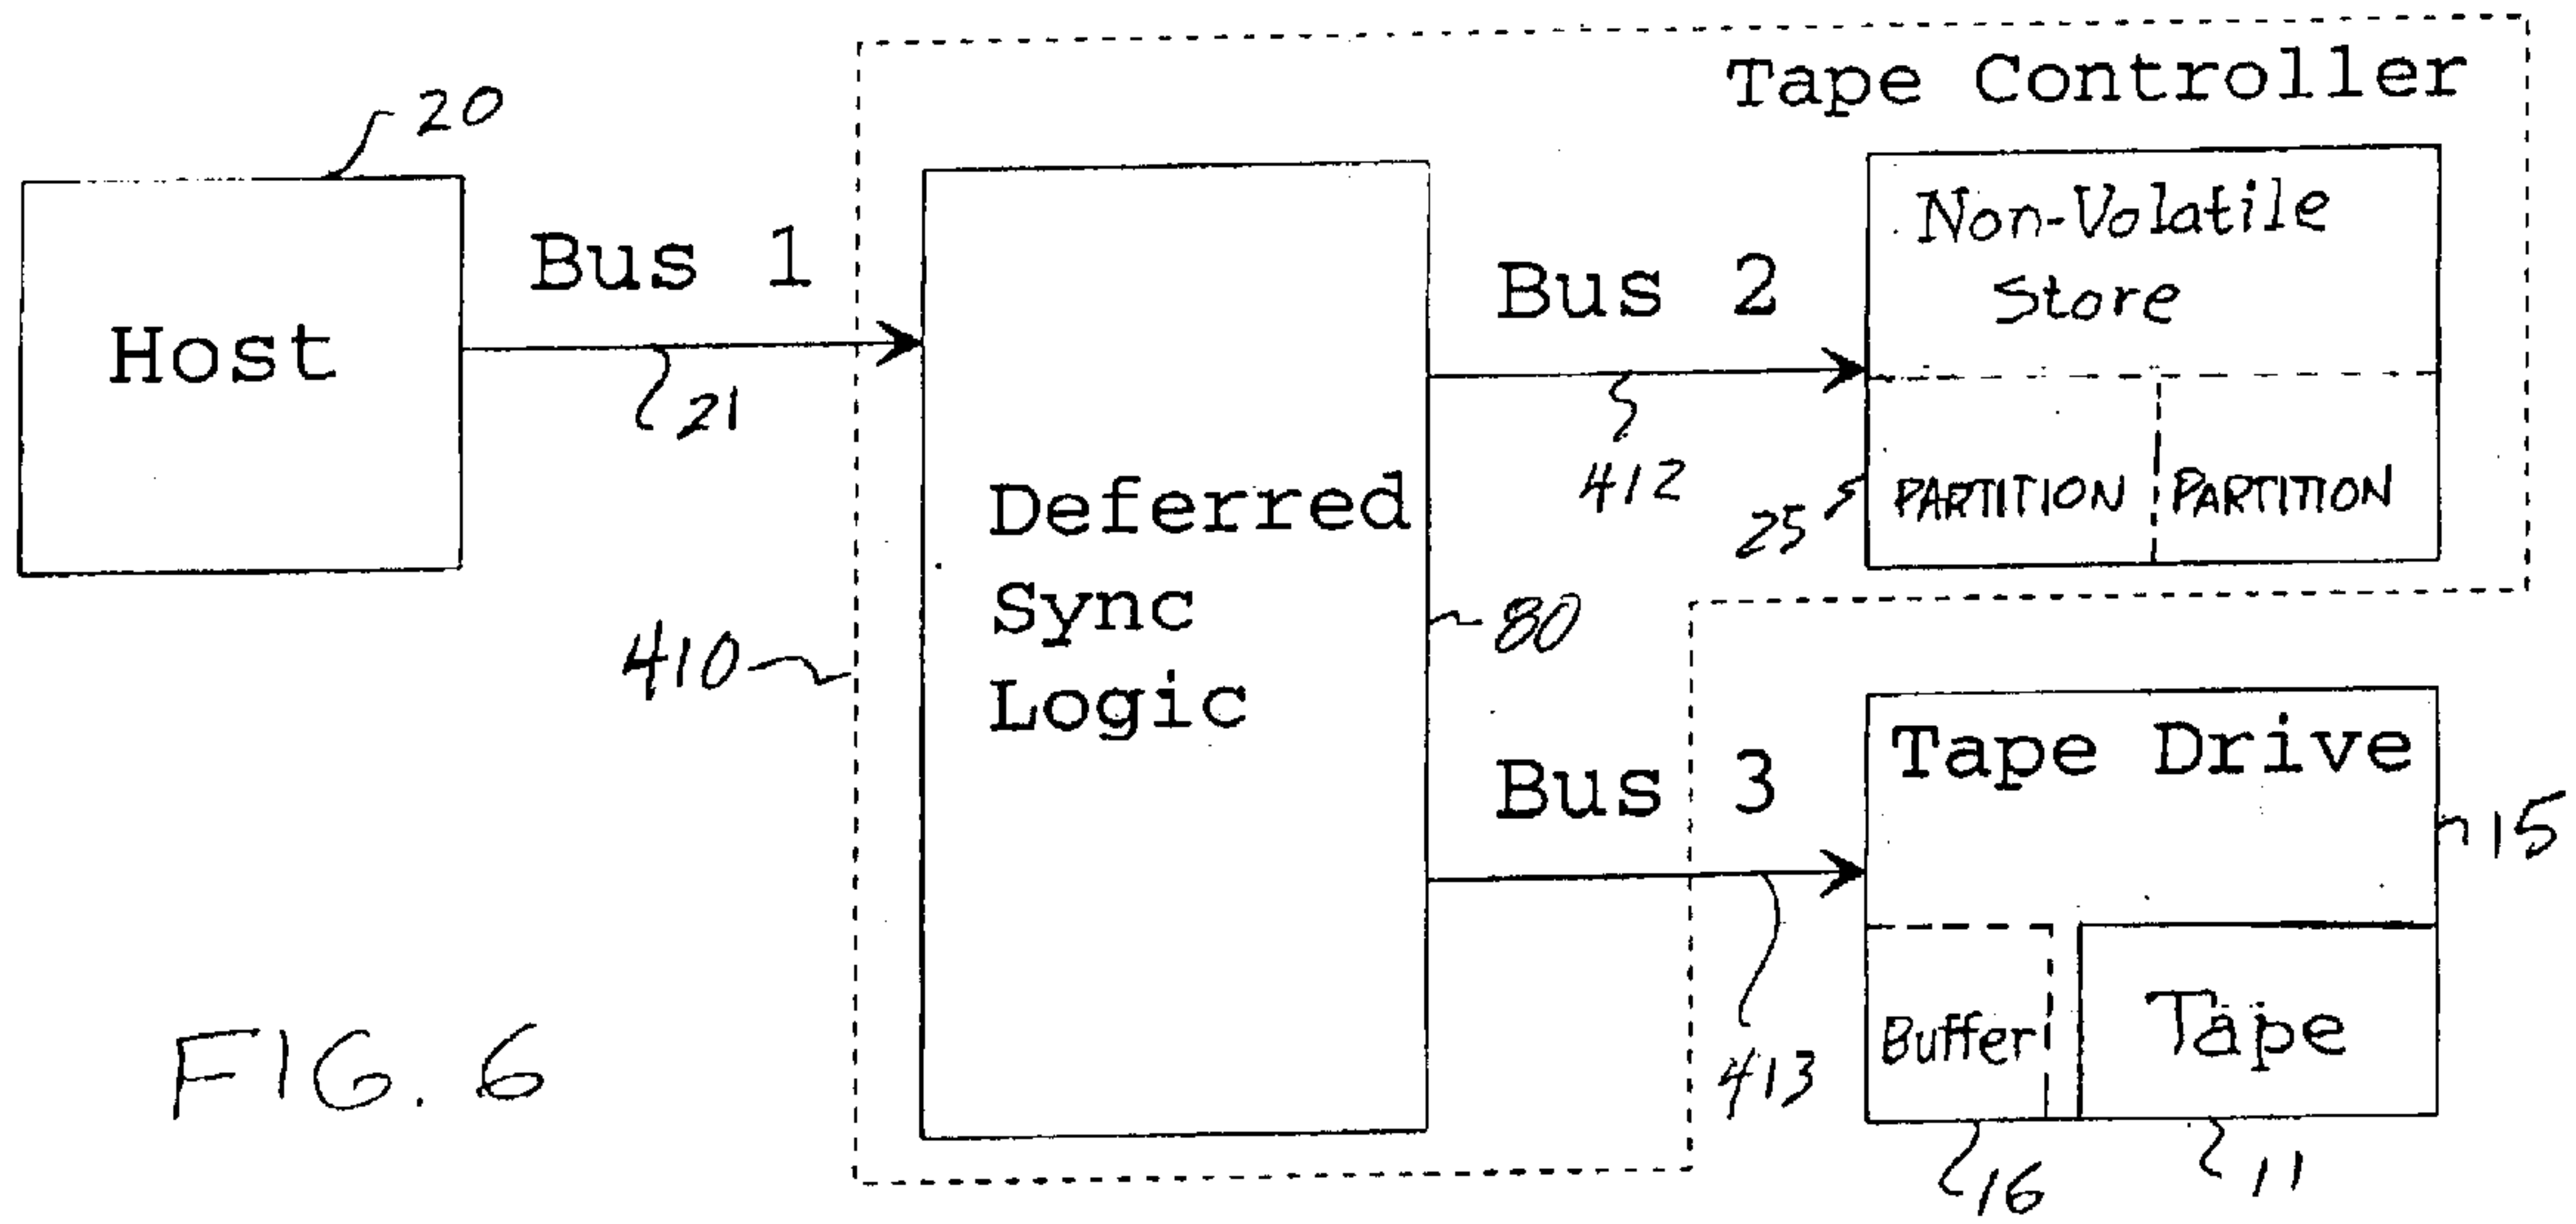 Tape Controller
20
Host
Bus 1
21
Deferred
Sync
Logic
80
410
Bus 2
412
Non-Volatile
Store
25
PARTITION
PARTITION
Bus 3
413
Tape Drive
15
Buffer
Tape
16
11
FIG. 6